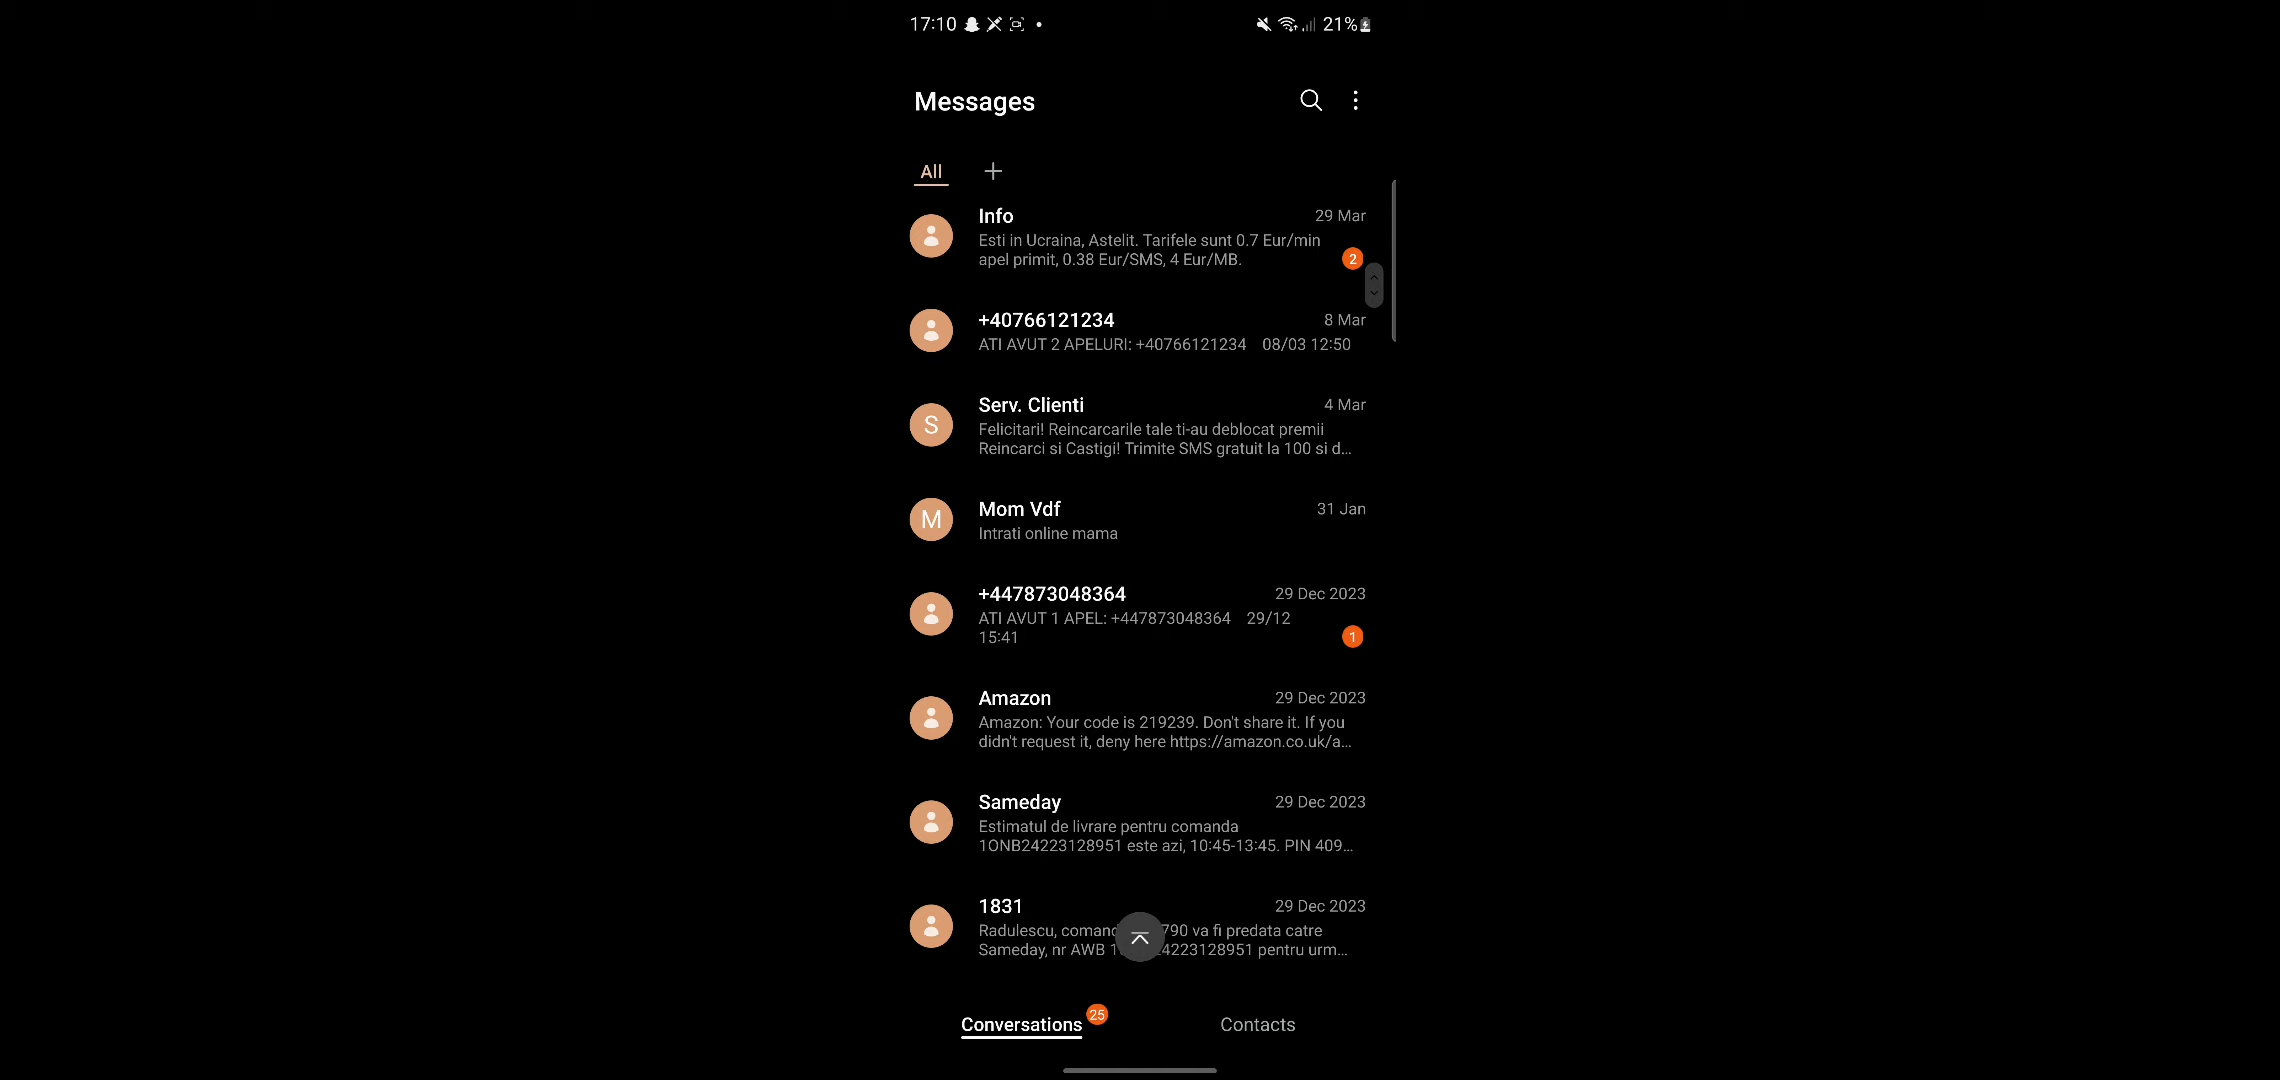 17:10 21%
Messages
All +
Info 29 Mar
Esti in Ucraina, Astelit. Tarifele sunt 0.7 Eur/min
apel primit, 0.38 Eur/SMS, 4 Eur/MB. 2
+40766121234 8 Mar
ATI AVUT 2 APELURI: +40766121234 08/03 12:50
S Serv. Clienti 4 Mar
Felicitari! Reincarcarile tale ti-au deblocat premii
Reincarci si Castigi! Trimite SMS gratuit la 100 si d...
M Mom Vdf 31 Jan
Intrati online mama
+447873048364 29 Dec 2023
ATI AVUT 1 APEL: +447873048364 29/12
15:41 1
Amazon 29 Dec 2023
Amazon: Your code is 219239. Don't share it. If you
didn't request it, deny here https://amazon.co.uk/a...
Sameday 29 Dec 2023
Estimatul de livrare pentru comanda
1ONB24223128951 este azi, 10:45-13:45. PIN 409...
1831 29 Dec 2023
Radulescu, 790 va fi predata catre
Sameday, nr AWB 4223128951 pentru urm...
Conversations 25 Contacts